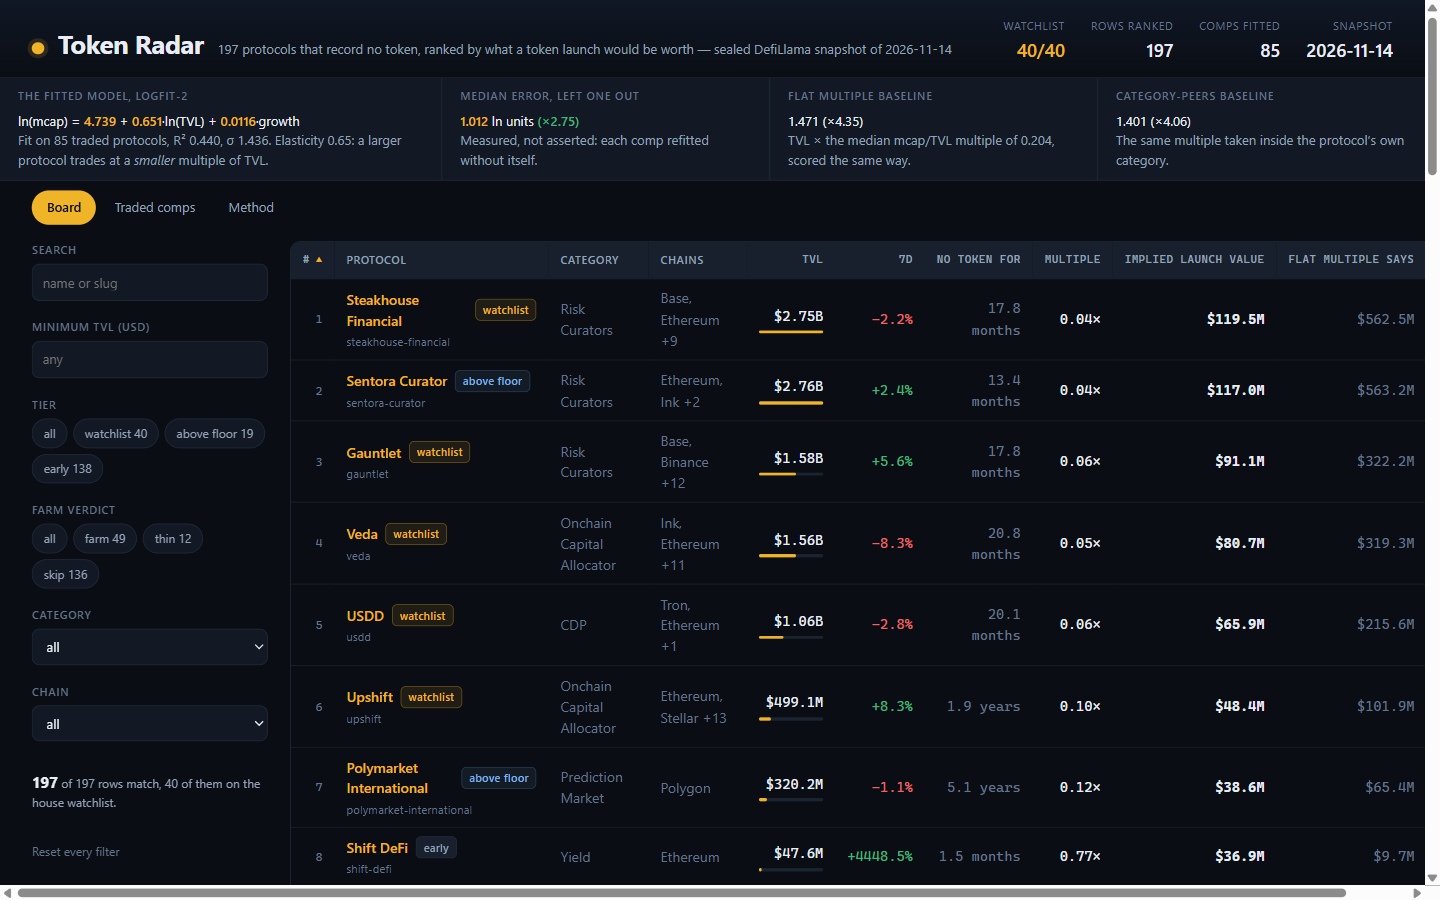 Token Radar
197 protocols that record no token, ranked by what a token launch would be worth — sealed DefiLlama snapshot of 2026-11-14
WATCHLIST
40/40
ROWS RANKED
197
COMPS FITTED
85
SNAPSHOT
2026-11-14
THE FITTED MODEL, LOGFIT-2
ln(mcap) = 4.739 + 0.651·ln(TVL) + 0.0116·growth
Fit on 85 traded protocols, R² 0.440, σ 1.436. Elasticity 0.65: a larger
protocol trades at a smaller multiple of TVL.
MEDIAN ERROR, LEFT ONE OUT
1.012 ln units (×2.75)
Measured, not asserted: each comp refitted
without itself.
FLAT MULTIPLE BASELINE
1.471 (×4.35)
TVL × the median mcap/TVL multiple of 0.204,
scored the same way.
CATEGORY-PEERS BASELINE
1.401 (×4.06)
The same multiple taken inside the protocol's own
category.
Board
Traded comps
Method
SEARCH
name or slug
MINIMUM TVL (USD)
any
TIER
all
watchlist 40
above floor 19
early 138
FARM VERDICT
all
farm 49
thin 12
skip 136
CATEGORY
all
CHAIN
all
197 of 197 rows match, 40 of them on the
house watchlist.
Reset every filter
# ▲ PROTOCOL CATEGORY CHAINS TVL 7D NO TOKEN FOR MULTIPLE IMPLIED LAUNCH VALUE FLAT MULTIPLE SAYS
1
Steakhouse
Financial
watchlist
steakhouse-financial
Risk
Curators
Base,
Ethereum
+9
$2.75B
−2.2%
17.8
months
0.04×
$119.5M
$562.5M
2
Sentora Curator
above floor
sentora-curator
Risk
Curators
Ethereum,
Ink +2
$2.76B
+2.4%
13.4
months
0.04×
$117.0M
$563.2M
3
Gauntlet
watchlist
gauntlet
Risk
Curators
Base,
Binance
+12
$1.58B
+5.6%
17.8
months
0.06×
$91.1M
$322.2M
4
Veda
watchlist
veda
Onchain
Capital
Allocator
Ink,
Ethereum
+11
$1.56B
−8.3%
20.8
months
0.05×
$80.7M
$319.3M
5
USDD
watchlist
usdd
CDP
Tron,
Ethereum
+1
$1.06B
−2.8%
20.1
months
0.06×
$65.9M
$215.6M
6
Upshift
watchlist
upshift
Onchain
Capital
Allocator
Ethereum,
Stellar +13
$499.1M
+8.3%
1.9 years
0.10×
$48.4M
$101.9M
7
Polymarket
International
above floor
polymarket-international
Prediction
Market
Polygon
$320.2M
−1.1%
5.1 years
0.12×
$38.6M
$65.4M
8
Shift DeFi
early
shift-defi
Yield
Ethereum
$47.6M
+4448.5%
1.5 months
0.77×
$36.9M
$9.7M